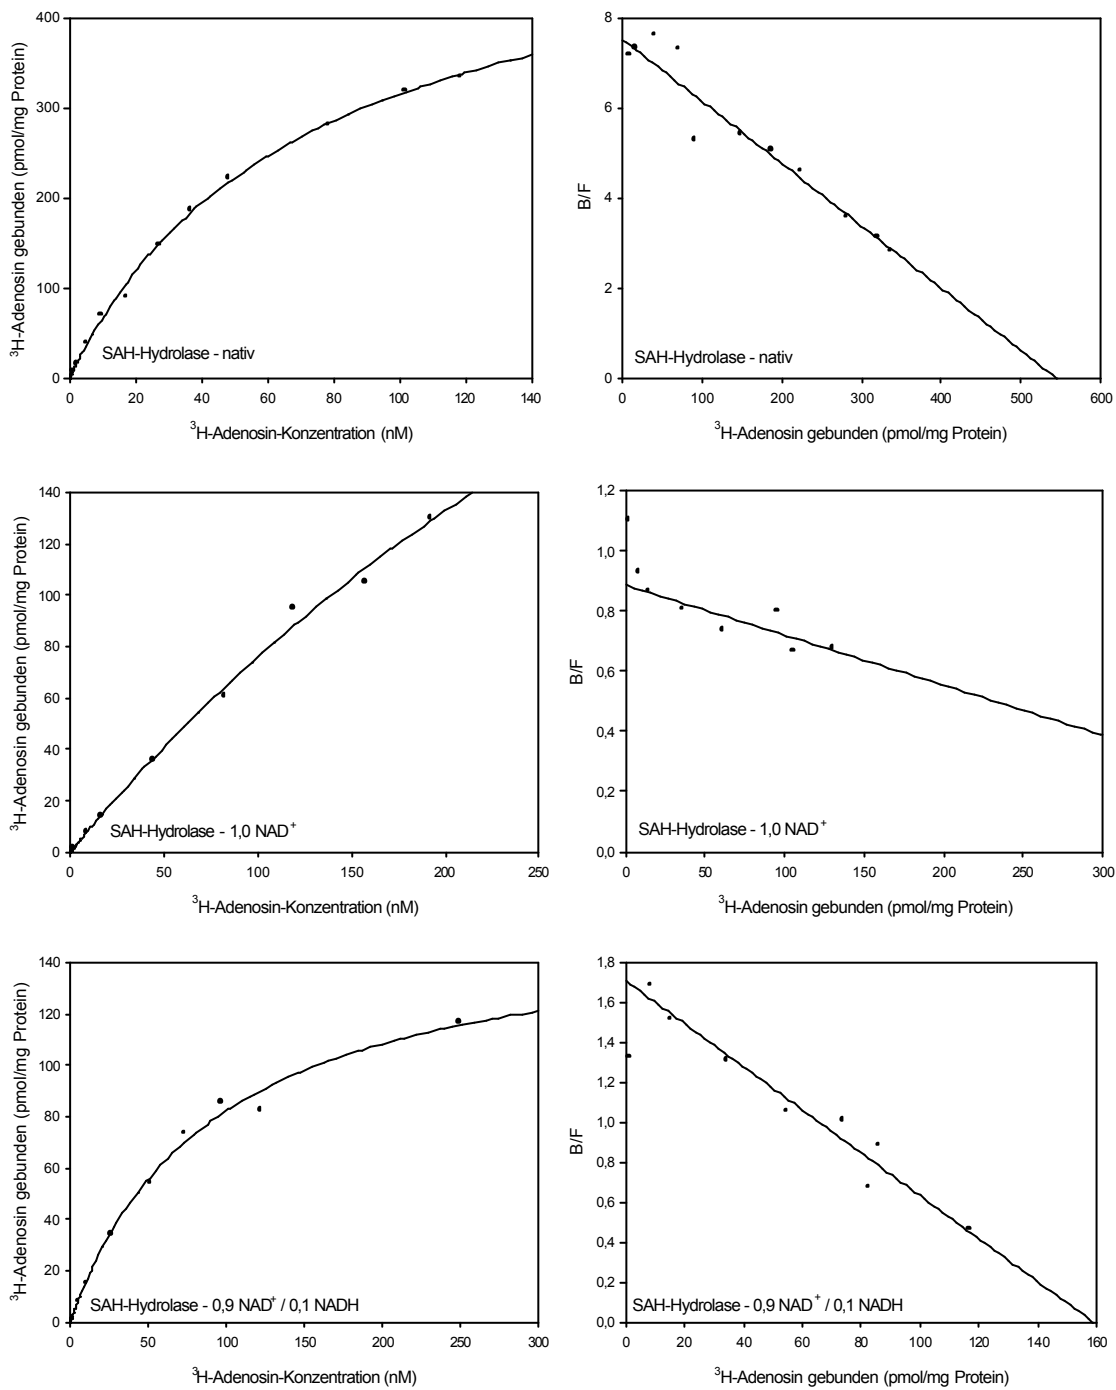 400
300
200
100
0
0 20 40 60 80 100 120 140
³H-Adenosin gebunden (pmol/mg Protein)
SAH-Hydrolase - nativ
³H-Adenosin-Konzentration (nM)
8
6
4
2
0
0 100 200 300 400 500 600
B/F
SAH-Hydrolase - nativ
³H-Adenosin gebunden (pmol/mg Protein)
140
120
100
80
60
40
20
0
0 50 100 150 200 250
³H-Adenosin gebunden (pmol/mg Protein)
SAH-Hydrolase - 1,0 NAD⁺
³H-Adenosin-Konzentration (nM)
1,2
1,0
0,8
0,6
0,4
0,2
0,0
0 50 100 150 200 250 300
B/F
SAH-Hydrolase - 1,0 NAD⁺
³H-Adenosin gebunden (pmol/mg Protein)
140
120
100
80
60
40
20
0
0 50 100 150 200 250 300
³H-Adenosin gebunden (pmol/mg Protein)
SAH-Hydrolase - 0,9 NAD⁺ / 0,1 NADH
³H-Adenosin-Konzentration (nM)
1,8
1,6
1,4
1,2
1,0
0,8
0,6
0,4
0,2
0,0
0 20 40 60 80 100 120 140 160
B/F
SAH-Hydrolase - 0,9 NAD⁺ / 0,1 NADH
³H-Adenosin gebunden (pmol/mg Protein)